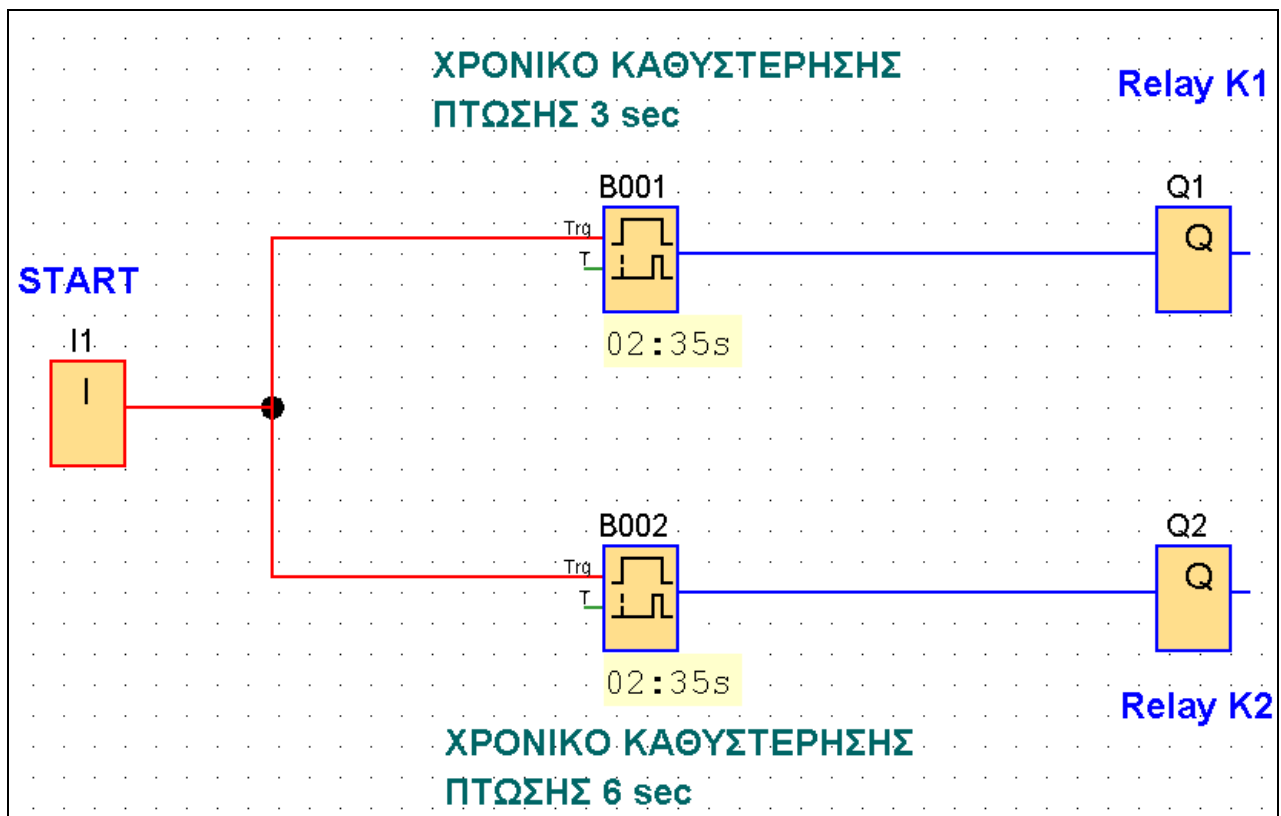 ΧΡΟΝΙΚΟ ΚΑΘΥΣΤΕΡΗΣΗΣ
ΠΤΩΣΗΣ 3 sec
Relay K1
B001
Q1
Trg
T
Q
START
02:35s
I1
I
B002
Q2
Trg
T
Q
02:35s
Relay K2
ΧΡΟΝΙΚΟ ΚΑΘΥΣΤΕΡΗΣΗΣ
ΠΤΩΣΗΣ 6 sec